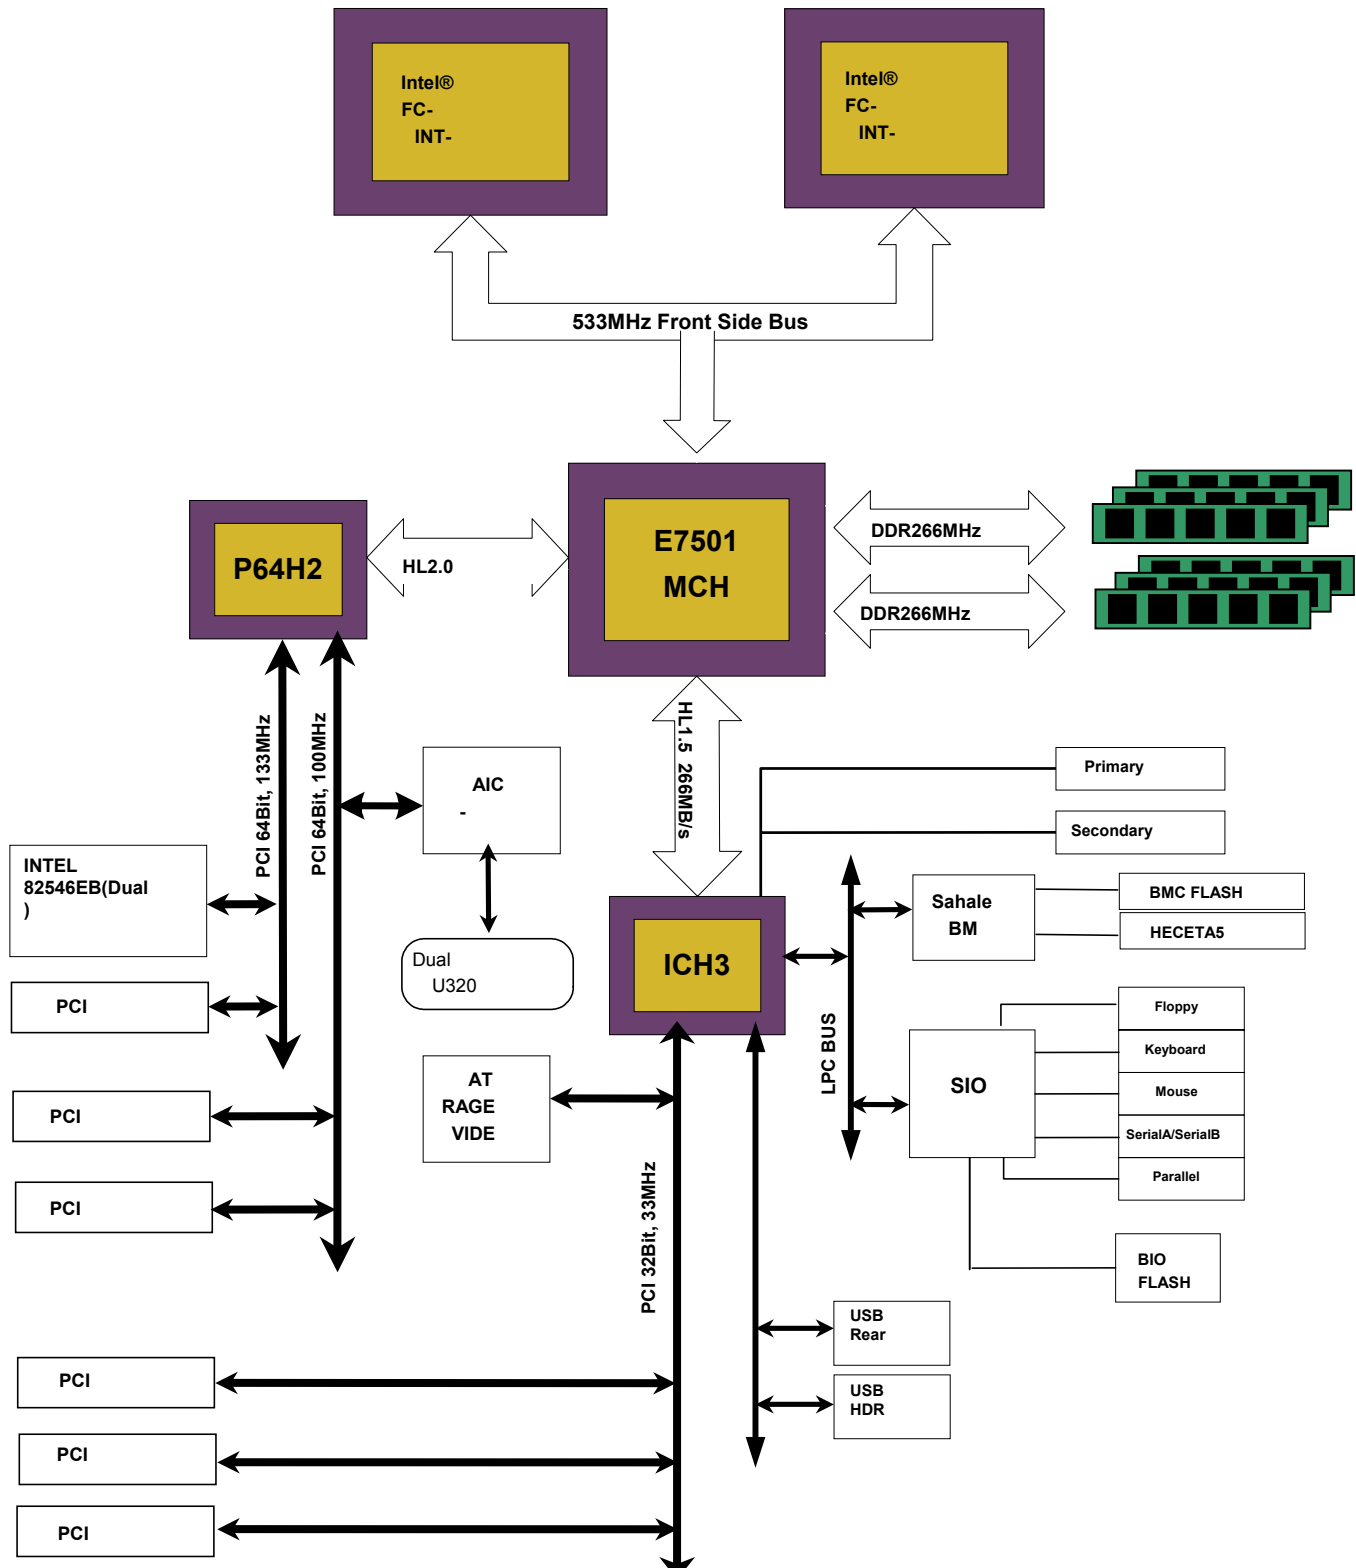 Intel®
FC-
INT-
Intel®
FC-
INT-
533MHz Front Side Bus
E7501
MCH
DDR266MHz
DDR266MHz
P64H2
HL2.0
HL1.5 266MB/s
PCI 64Bit, 133MHz
PCI 64Bit, 100MHz
AIC
-
Dual
U320
INTEL
82546EB(Dual
)
PCI
PCI
PCI
Primary
Secondary
ICH3
LPC BUS
Sahale
BM
BMC FLASH
HECETA5
SIO
Floppy
Keyboard
Mouse
SerialA/SerialB
Parallel
BIO
FLASH
AT
RAGE
VIDE
PCI 32Bit, 33MHz
USB
Rear
USB
HDR
PCI
PCI
PCI